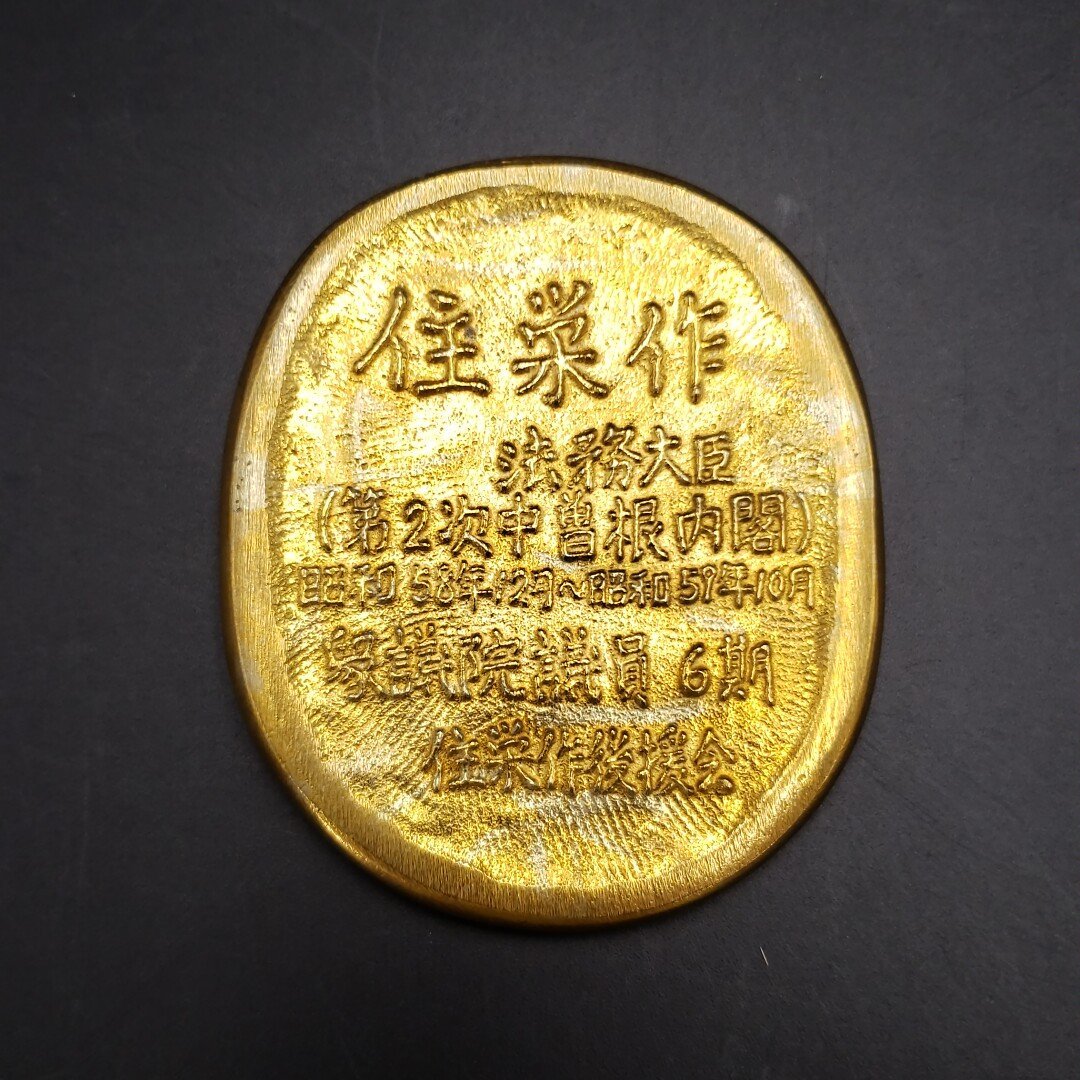 住栄作
法務大臣
(第2次中曽根内閣)
昭和58年12月～昭和59年10月
衆議院議員 6期
住栄作後援会